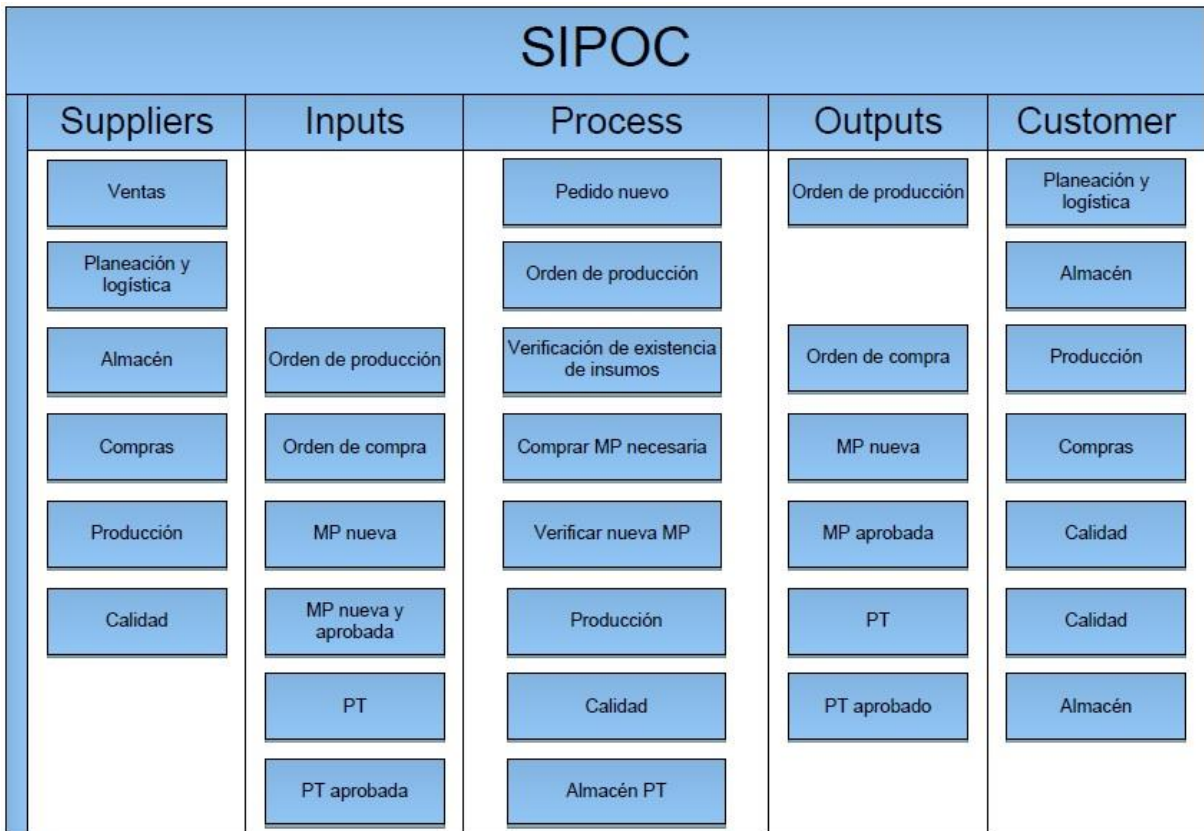 SIPOC
Suppliers
Inputs
Process
Outputs
Customer
Ventas
Pedido nuevo
Orden de producción
Planeación y
logística
Planeación y
logística
Orden de producción
Almacén
Almacén
Orden de producción
Verificación de existencia
de insumos
Orden de compra
Producción
Compras
Orden de compra
Comprar MP necesaria
MP nueva
Compras
Producción
MP nueva
Verificar nueva MP
MP aprobada
Calidad
Calidad
MP nueva y
aprobada
Producción
PT
Calidad
PT
Calidad
PT aprobado
Almacén
PT aprobada
Almacén PT